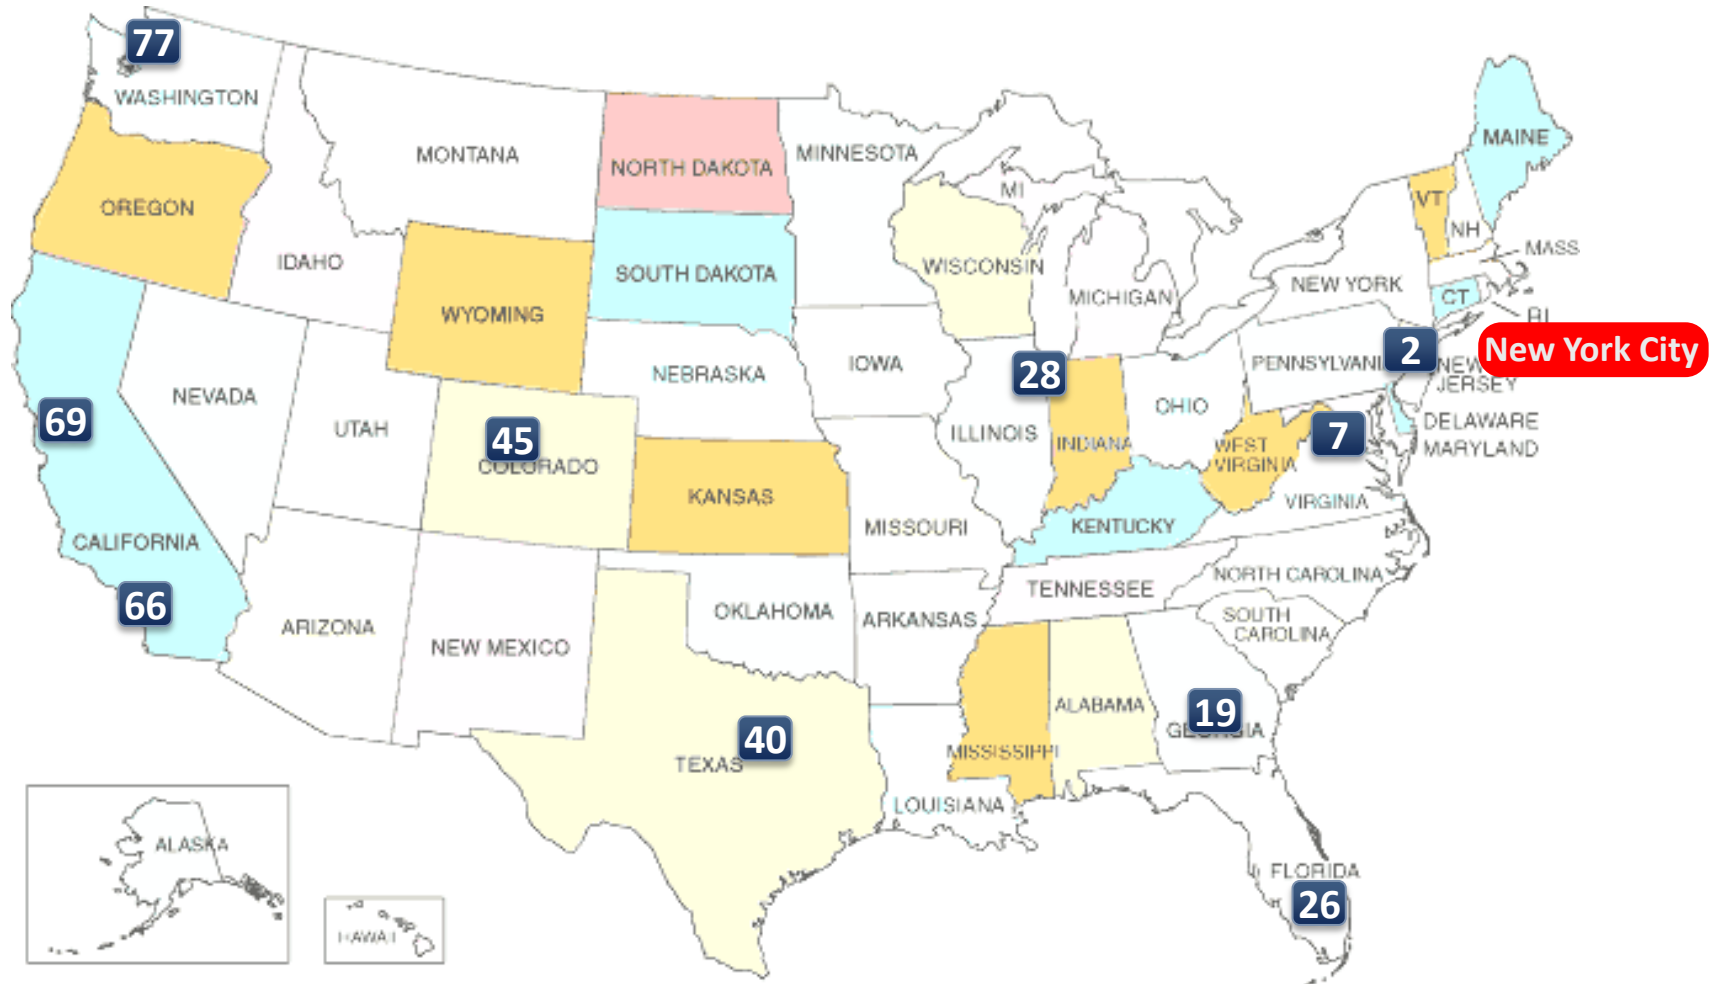 77
WASHINGTON
MONTANA
NORTH DAKOTA
MINNESOTA
MAINE
OREGON
MI
VT
NH
IDAHO
SOUTH DAKOTA
WISCONSIN
MASS
WYOMING
MICHIGAN
NEW YORK
CT
RI
NEVADA
NEBRASKA
IOWA
28
PENNSYLVANI
2
NEW
JERSEY
New York City
69
UTAH
45
COLORADO
ILLINOIS
INDIANA
OHIO
7
DELAWARE
MARYLAND
WEST
VIRGINIA
KANSAS
VIRGINIA
CALIFORNIA
MISSOURI
KENTUCKY
66
ARIZONA
NEW MEXICO
OKLAHOMA
ARKANSAS
TENNESSEE
NORTH CAROLINA
SOUTH
CAROLINA
40
TEXAS
MISSISSIPPI
ALABAMA
19
GEORGIA
LOUISIANA
ALASKA
HAWAII
FLORIDA
26